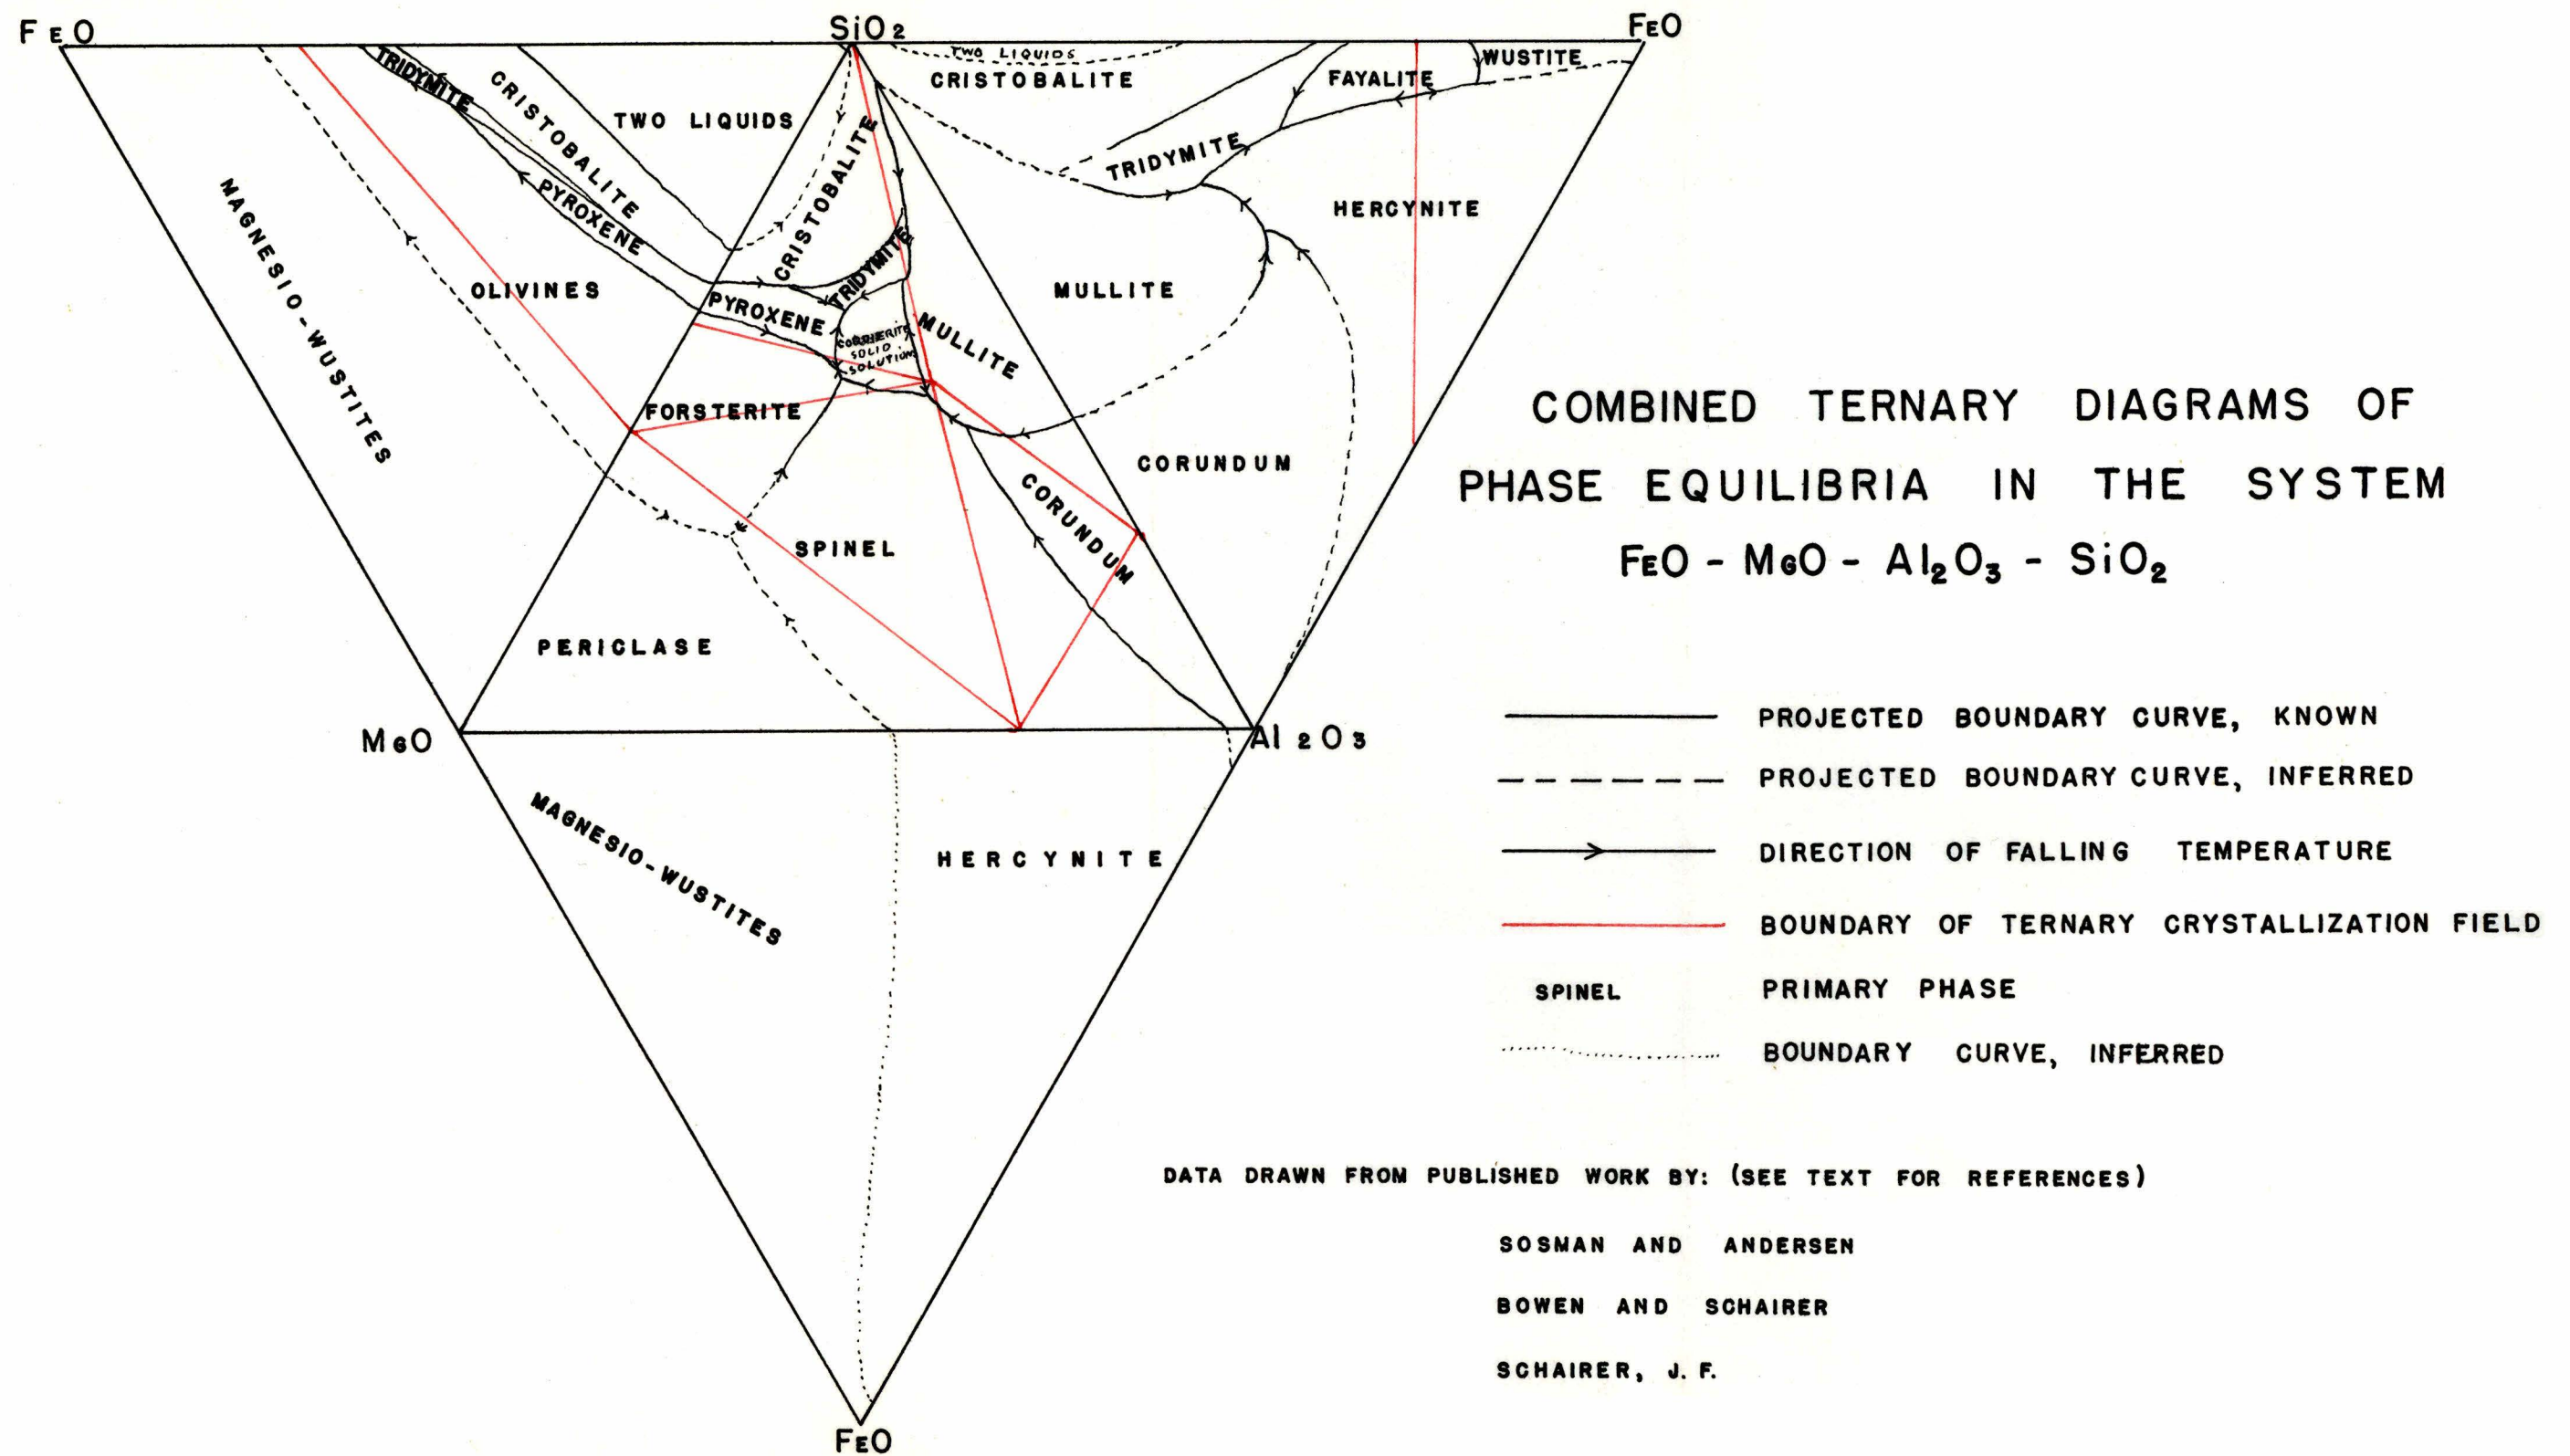 FeO
SiO2
FeO
TWO LIQUIDS
WUSTITE
TRIDYMITE
CRISTOBALITE
FAYALITE
CRISTOBALITE
TWO LIQUIDS
CRISTOBALITE
TRIDYMITE
PYROXENE
HERCYNITE
MAGNESIO-WUSTITES
TRIDYMITE
OLIVINES
MULLITE
PYROXENE
CORDIERITE
SOLID
SOLUTIONS
MULLITE
FORSTERITE
CORUNDUM
CORUNDUM
SPINEL
PERICLASE
MgO
Al2O3
MAGNESIO-WUSTITES
HERCYNITE
FeO
COMBINED TERNARY DIAGRAMS OF
PHASE EQUILIBRIA IN THE SYSTEM
FeO - MgO - Al2O3 - SiO2
PROJECTED BOUNDARY CURVE, KNOWN
PROJECTED BOUNDARY CURVE, INFERRED
DIRECTION OF FALLING TEMPERATURE
BOUNDARY OF TERNARY CRYSTALLIZATION FIELD
SPINEL PRIMARY PHASE
BOUNDARY CURVE, INFERRED
DATA DRAWN FROM PUBLISHED WORK BY: (SEE TEXT FOR REFERENCES)
SOSMAN AND ANDERSEN
BOWEN AND SCHAIRER
SCHAIRER, J. F.